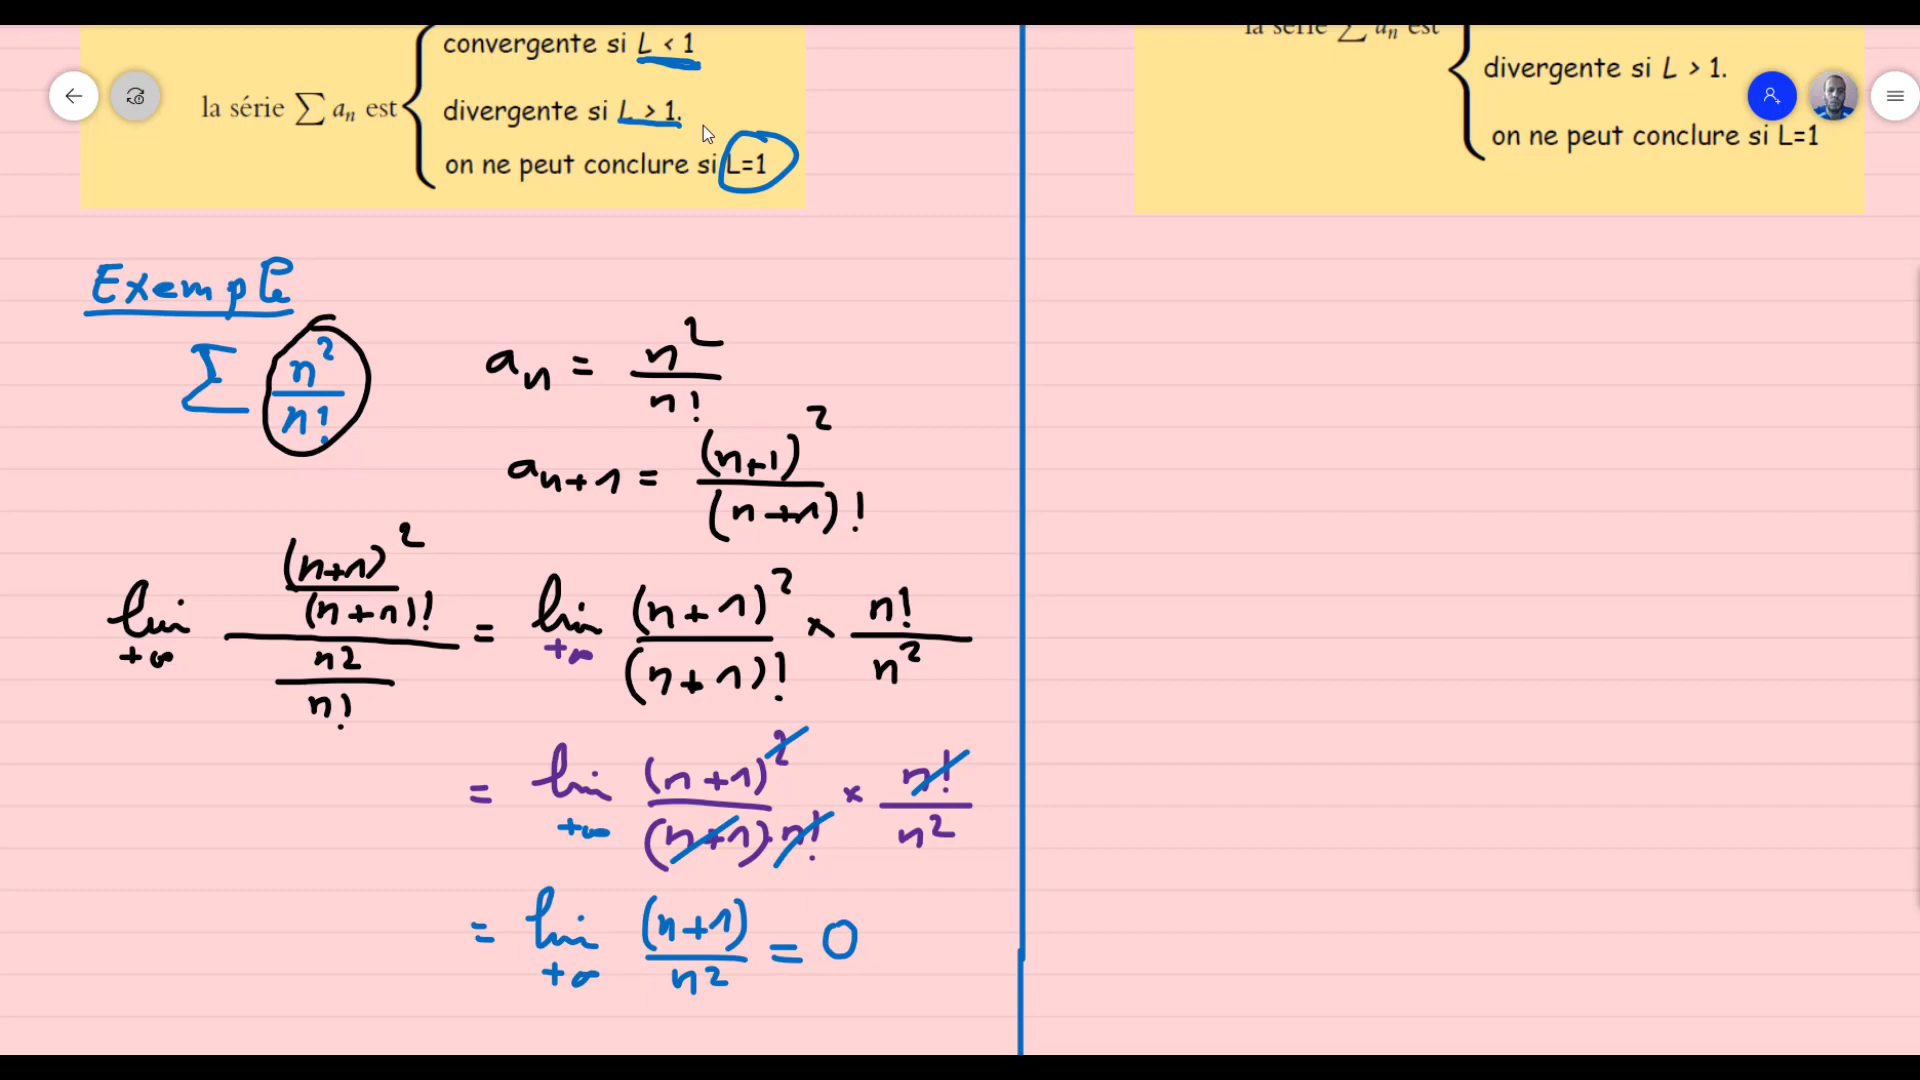 convergente si L < 1
la série ∑ aₙ est
divergente si L > 1.
on ne peut conclure si L=1
Exemple
∑ n²/n!
aₙ = n²/n!
aₙ₊₁ = (n+1)²/(n+1)!
lim +∞ ((n+1)²/(n+1)!)/(n2/n!) = lim +∞ (n+1)²/(n+1)! × n!/n²
= lim +∞ (n+1)²/((n+1)·n!) × n!/n²
= lim +∞ (n+1)/n² = 0
la série ∑ aₙ est
divergente si L > 1.
on ne peut conclure si L=1